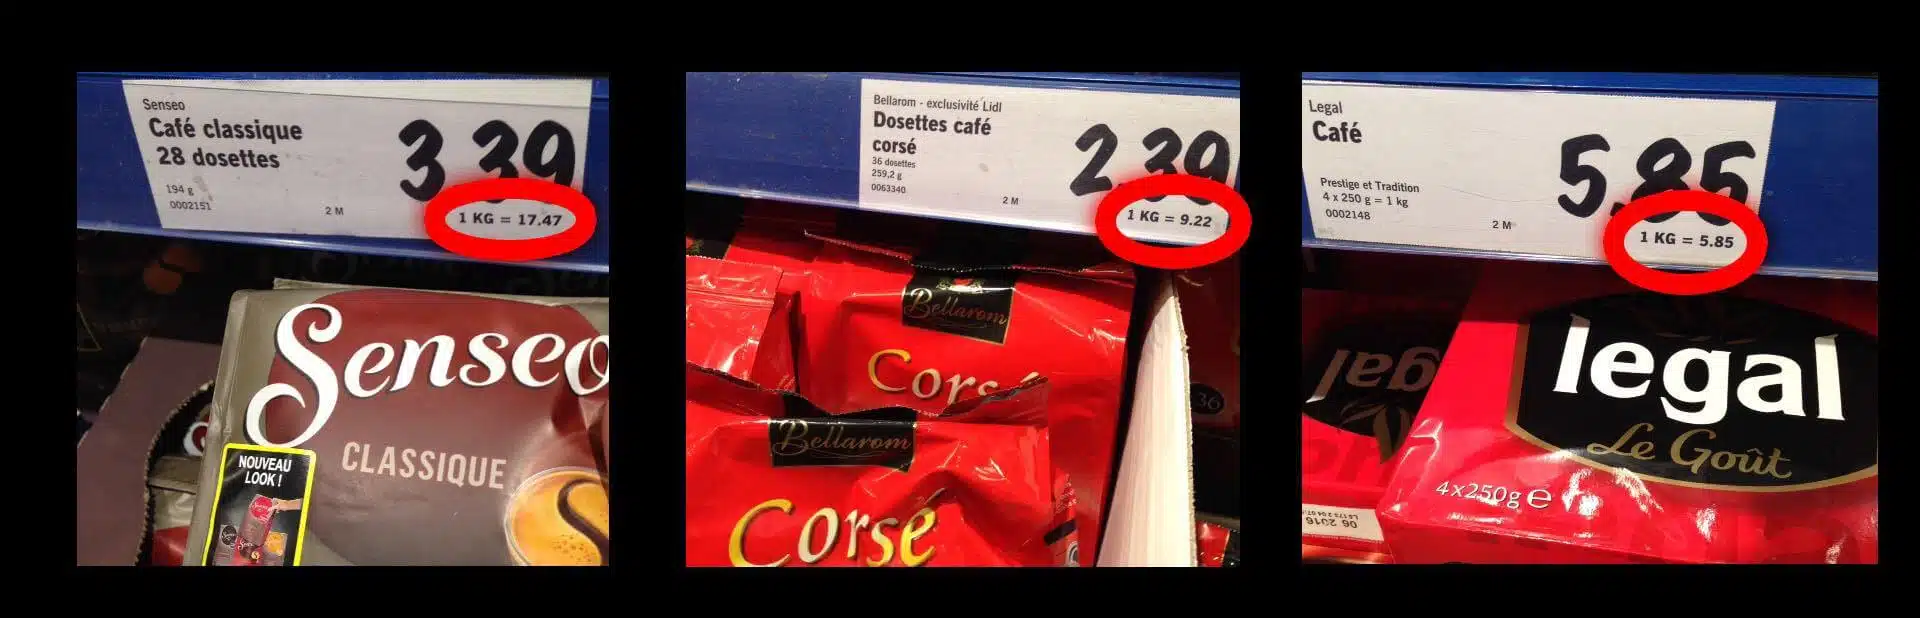 Senseo
Café classique
28 dosettes
3.39
194 g
0002151
2 M
1 KG = 17.47
Senseo
CLASSIQUE
NOUVEAU
LOOK !
Bellarom - exclusivité Lidl
Dosettes café
corsé
2.39
36 dosettes
259,2 g
0063340
2 M
1 KG = 9.22
Bellarom
Corsé
36
Bellarom
Corsé
Legal
Café
5.85
Prestige et Tradition
4 x 250 g = 1 kg
0002148
2 M
1 KG = 5.85
legal
legal
Le Goût
4x250g e
06 2016